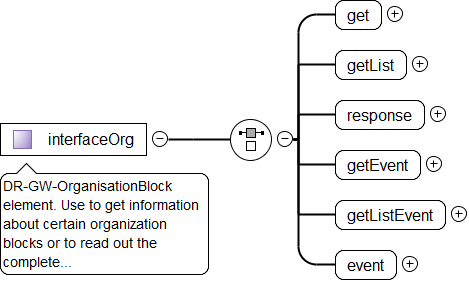 get
getList
response
interfaceOrg
getEvent
DR-GW-OrganisationBlock
element. Use to get information
about certain organization
blocks or to read out the
complete...
getListEvent
event